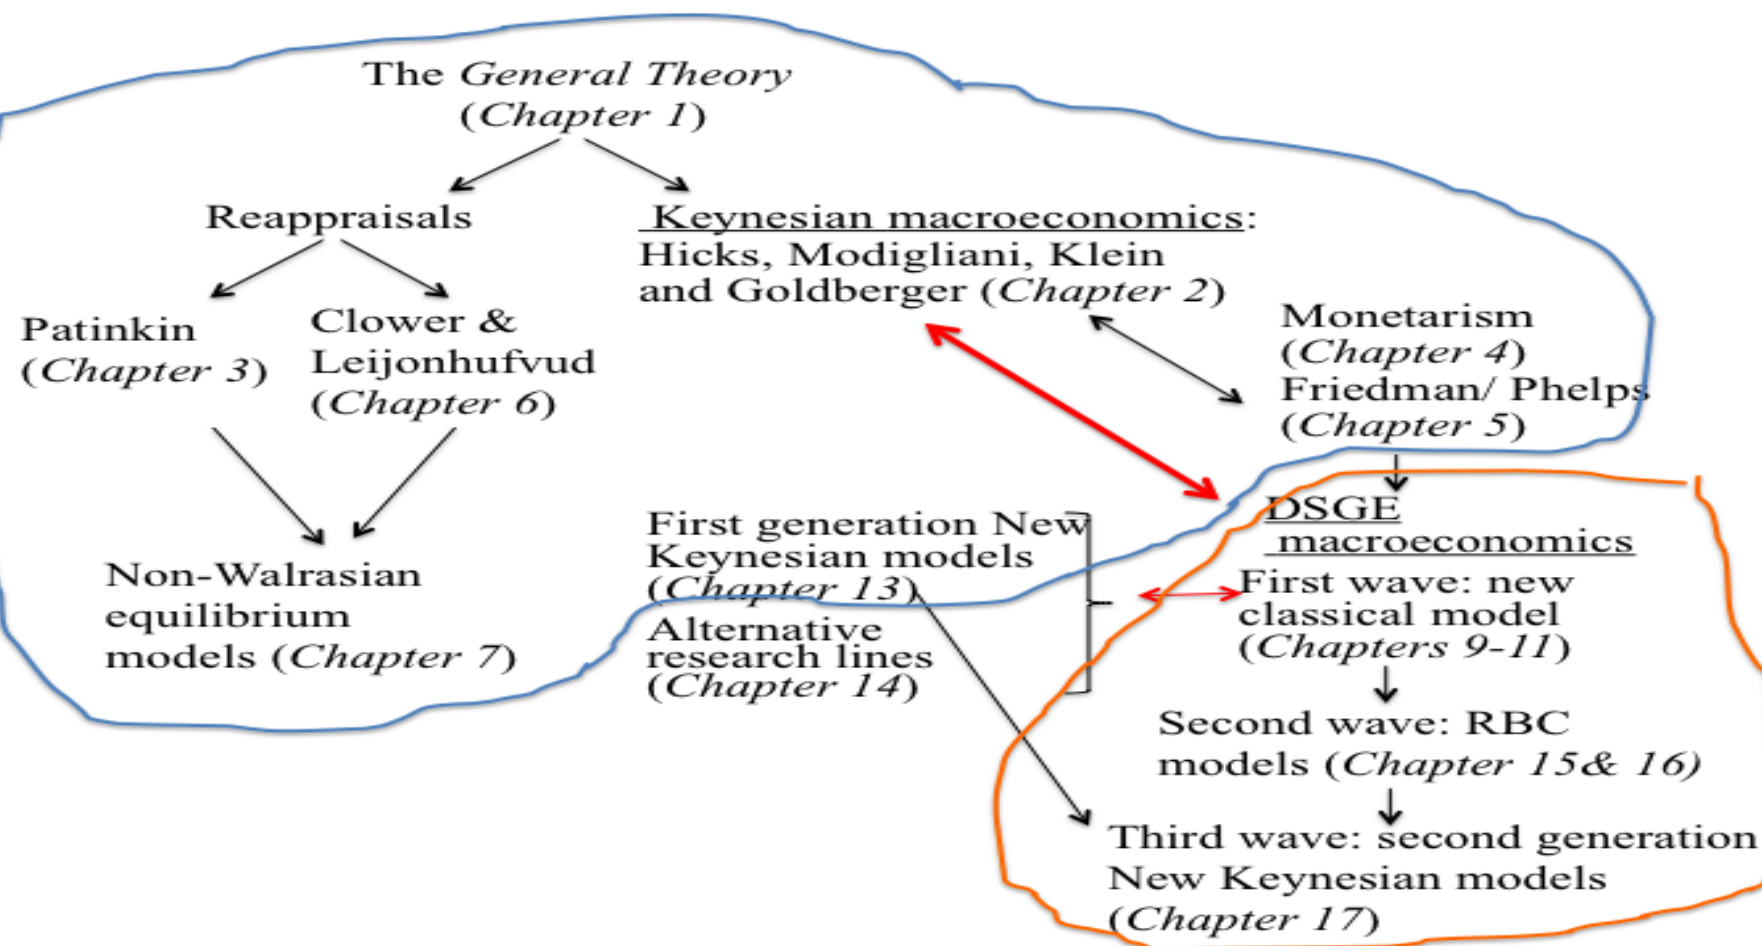 The General Theory
(Chapter 1)
Reappraisals
Keynesian macroeconomics:
Hicks, Modigliani, Klein
and Goldberger (Chapter 2)
Patinkin
(Chapter 3)
Clower &
Leijonhufvud
(Chapter 6)
Monetarism
(Chapter 4)
Friedman/ Phelps
(Chapter 5)
Non-Walrasian
equilibrium
models (Chapter 7)
First generation New
Keynesian models
(Chapter 13)
Alternative
research lines
(Chapter 14)
DSGE
macroeconomics
First wave: new
classical model
(Chapters 9-11)
Second wave: RBC
models (Chapter 15& 16)
Third wave: second generation
New Keynesian models
(Chapter 17)